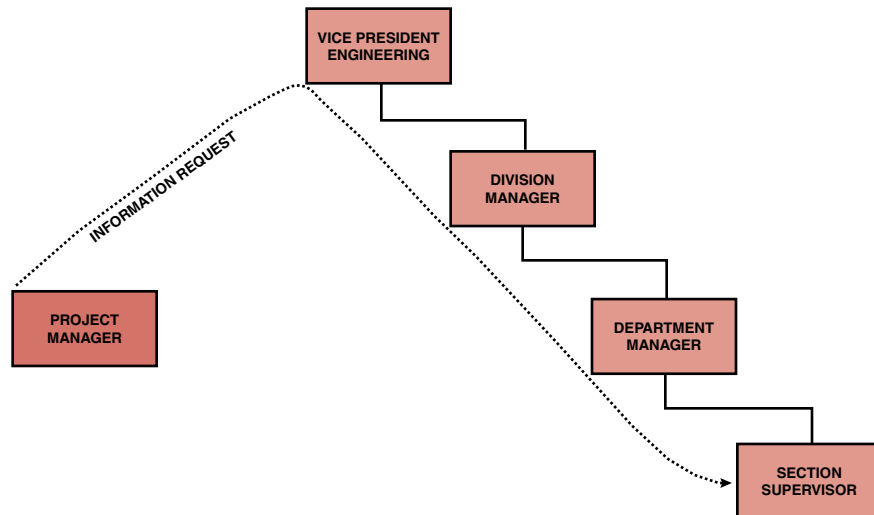 VICE PRESIDENT
ENGINEERING
INFORMATION REQUEST
DIVISION
MANAGER
PROJECT
MANAGER
DEPARTMENT
MANAGER
SECTION
SUPERVISOR